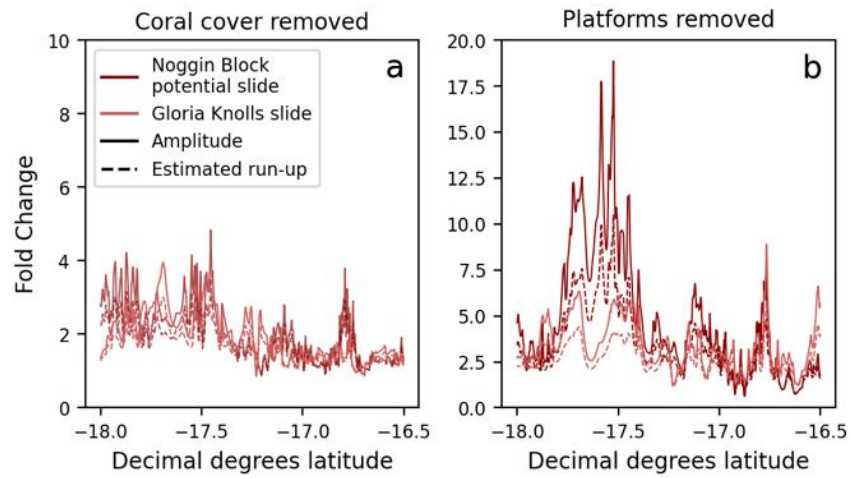 Coral cover removed
Platforms removed
10
8
6
4
2
0
Fold Change
a
Noggin Block
potential slide
Gloria Knolls slide
Amplitude
Estimated run-up
−18.0 −17.5 −17.0 −16.5
Decimal degrees latitude
20.0
17.5
15.0
12.5
10.0
7.5
5.0
2.5
0.0
b
−18.0 −17.5 −17.0 −16.5
Decimal degrees latitude